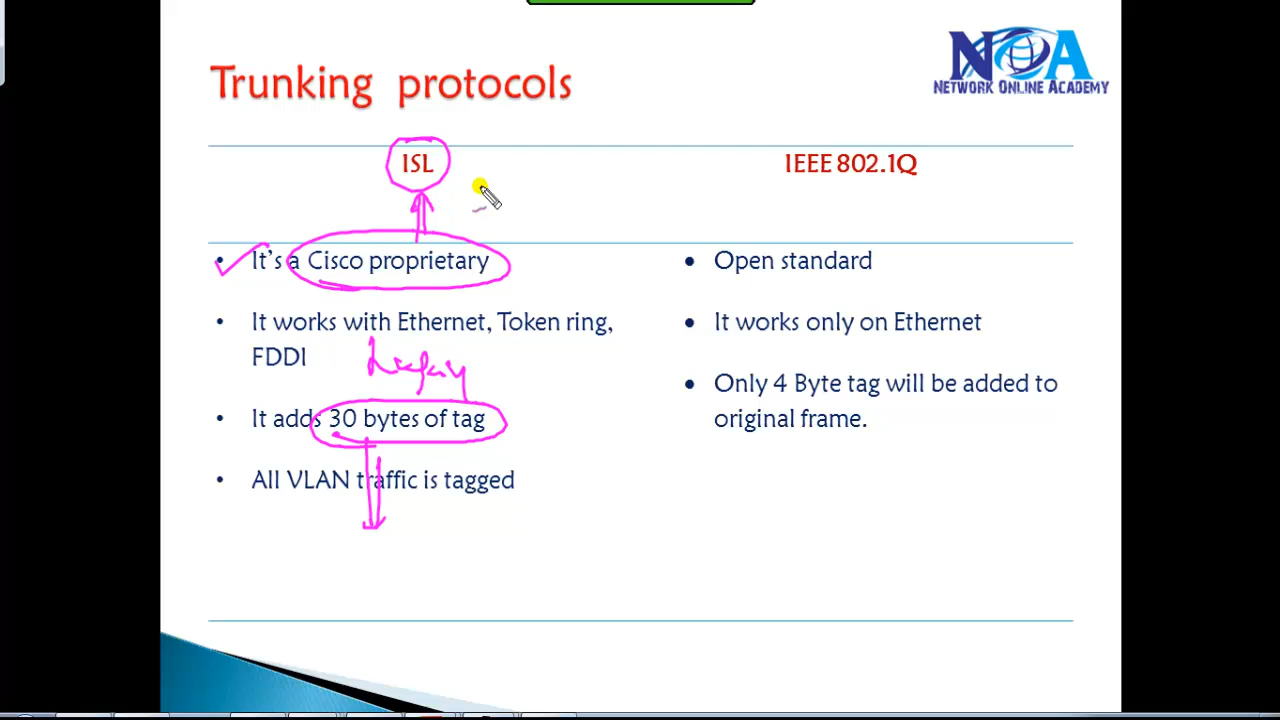 Trunking protocols
NOA
NETWORK ONLINE ACADEMY
ISL
IEEE 802.1Q
• It's a Cisco proprietary
• It works with Ethernet, Token ring,
FDDI
• It adds 30 bytes of tag
• All VLAN traffic is tagged
• Open standard
• It works only on Ethernet
• Only 4 Byte tag will be added to
original frame.